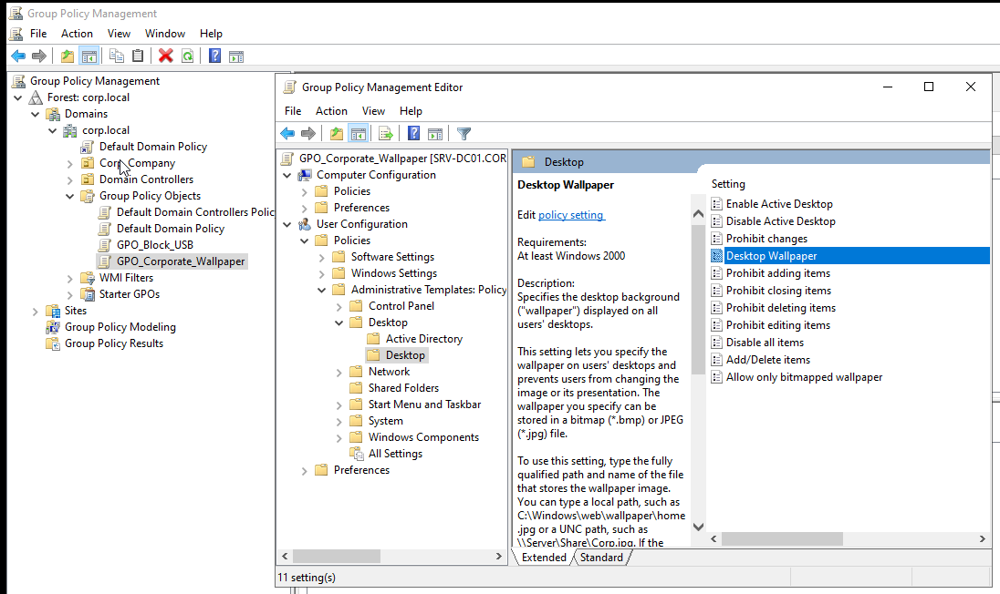 Group Policy Management
File Action View Window Help
Group Policy Management
Forest: corp.local
Domains
corp.local
Default Domain Policy
Company
Domain Controllers
Group Policy Objects
Default Domain Controllers Polic
Default Domain Policy
GPO_Block_USB
GPO_Corporate_Wallpaper
WMI Filters
Starter GPOs
Sites
Group Policy Modeling
Group Policy Results
Group Policy Management Editor
File Action View Help
GPO_Corporate_Wallpaper [SRV-DC01.COR
Computer Configuration
Policies
Preferences
User Configuration
Policies
Software Settings
Windows Settings
Administrative Templates: Policy
Control Panel
Desktop
Active Directory
Desktop
Network
Shared Folders
Start Menu and Taskbar
System
Windows Components
All Settings
Preferences
Desktop
Desktop Wallpaper
Edit policy setting
Requirements:
At least Windows 2000
Description:
Specifies the desktop background
("wallpaper") displayed on all
users' desktops.
This setting lets you specify the
wallpaper on users' desktops and
prevents users from changing the
image or its presentation. The
wallpaper you specify can be
stored in a bitmap (*.bmp) or JPEG
(*.jpg) file.
To use this setting, type the fully
qualified path and name of the file
that stores the wallpaper image.
You can type a local path, such as
C:\Windows\web\wallpaper\home
.jpg or a UNC path, such as
\\Server\Share\Corp.jpg. If the
Setting
Enable Active Desktop
Disable Active Desktop
Prohibit changes
Desktop Wallpaper
Prohibit adding items
Prohibit closing items
Prohibit deleting items
Prohibit editing items
Disable all items
Add/Delete items
Allow only bitmapped wallpaper
Extended Standard
11 setting(s)